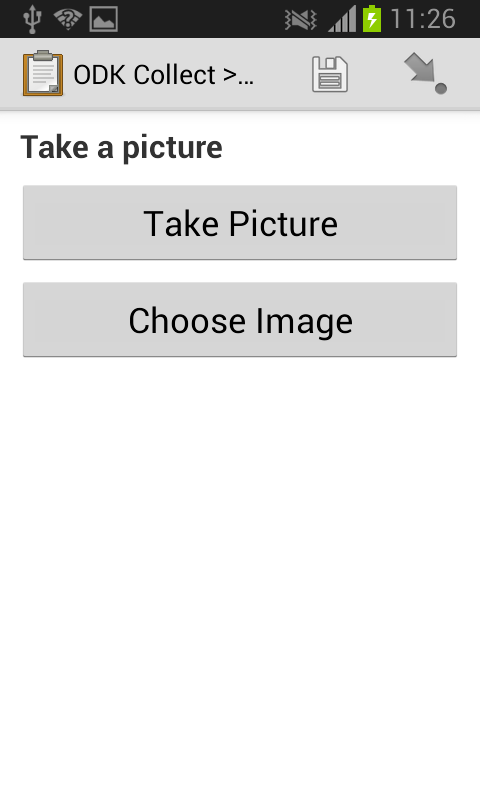 11:26
ODK Collect >...
Take a picture
Take Picture
Choose Image